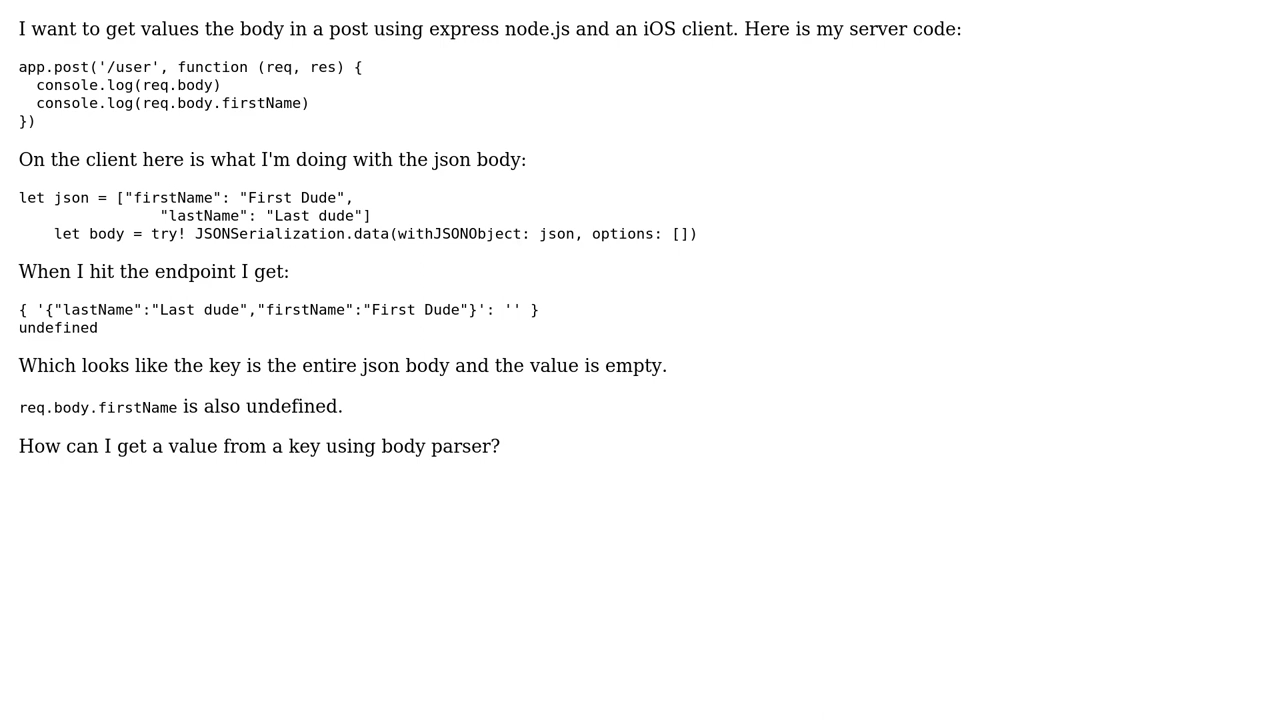 I want to get values the body in a post using express node.js and an iOS client. Here is my server code:
app.post('/user', function (req, res) {
  console.log(req.body)
  console.log(req.body.firstName)
})
On the client here is what I'm doing with the json body:
let json = ["firstName": "First Dude",
                "lastName": "Last dude"]
    let body = try! JSONSerialization.data(withJSONObject: json, options: [])
When I hit the endpoint I get:
{ '{"lastName":"Last dude","firstName":"First Dude"}': '' }
undefined
Which looks like the key is the entire json body and the value is empty.
req.body.firstName is also undefined.
How can I get a value from a key using body parser?